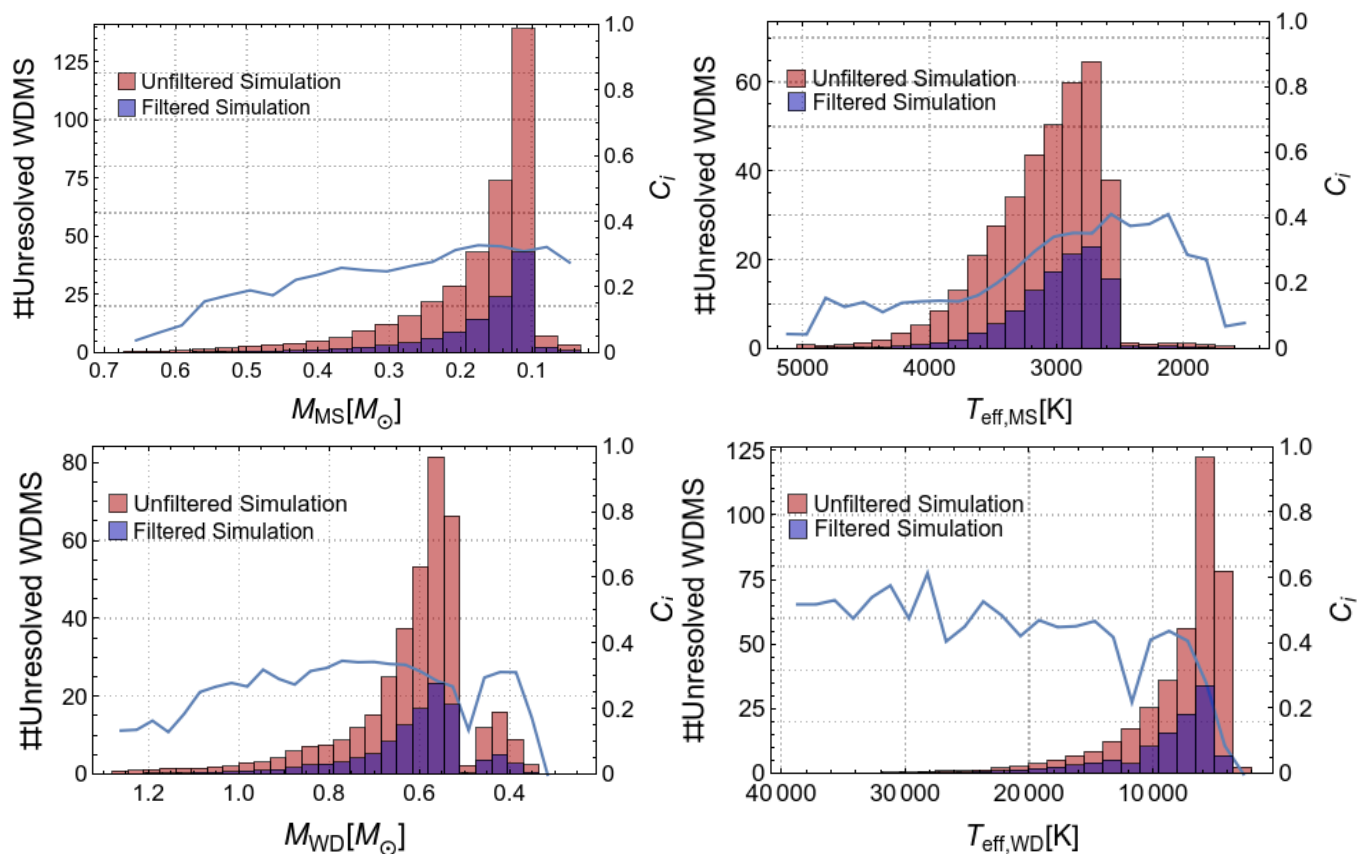 1.0
125
Unfiltered Simulation
Filtered Simulation
0.8
100
0.6
75
50
0.4
25
0.2
0
0
0.7 0.6 0.5 0.4 0.3 0.2 0.1
#Unresolved WDMS
C_i
M_MS[M_⊙]
1.0
Unfiltered Simulation
Filtered Simulation
0.8
60
0.6
40
0.4
20
0.2
0
0
5000 4000 3000 2000
#Unresolved WDMS
C_i
T_eff,MS[K]
1.0
80
Unfiltered Simulation
Filtered Simulation
0.8
60
0.6
40
0.4
20
0.2
0
0
1.2 1.0 0.8 0.6 0.4
#Unresolved WDMS
C_i
M_WD[M_⊙]
1.0
125
Unfiltered Simulation
Filtered Simulation
0.8
100
0.6
75
50
0.4
25
0.2
0
0
40 000 30 000 20 000 10 000
#Unresolved WDMS
C_i
T_eff,WD[K]